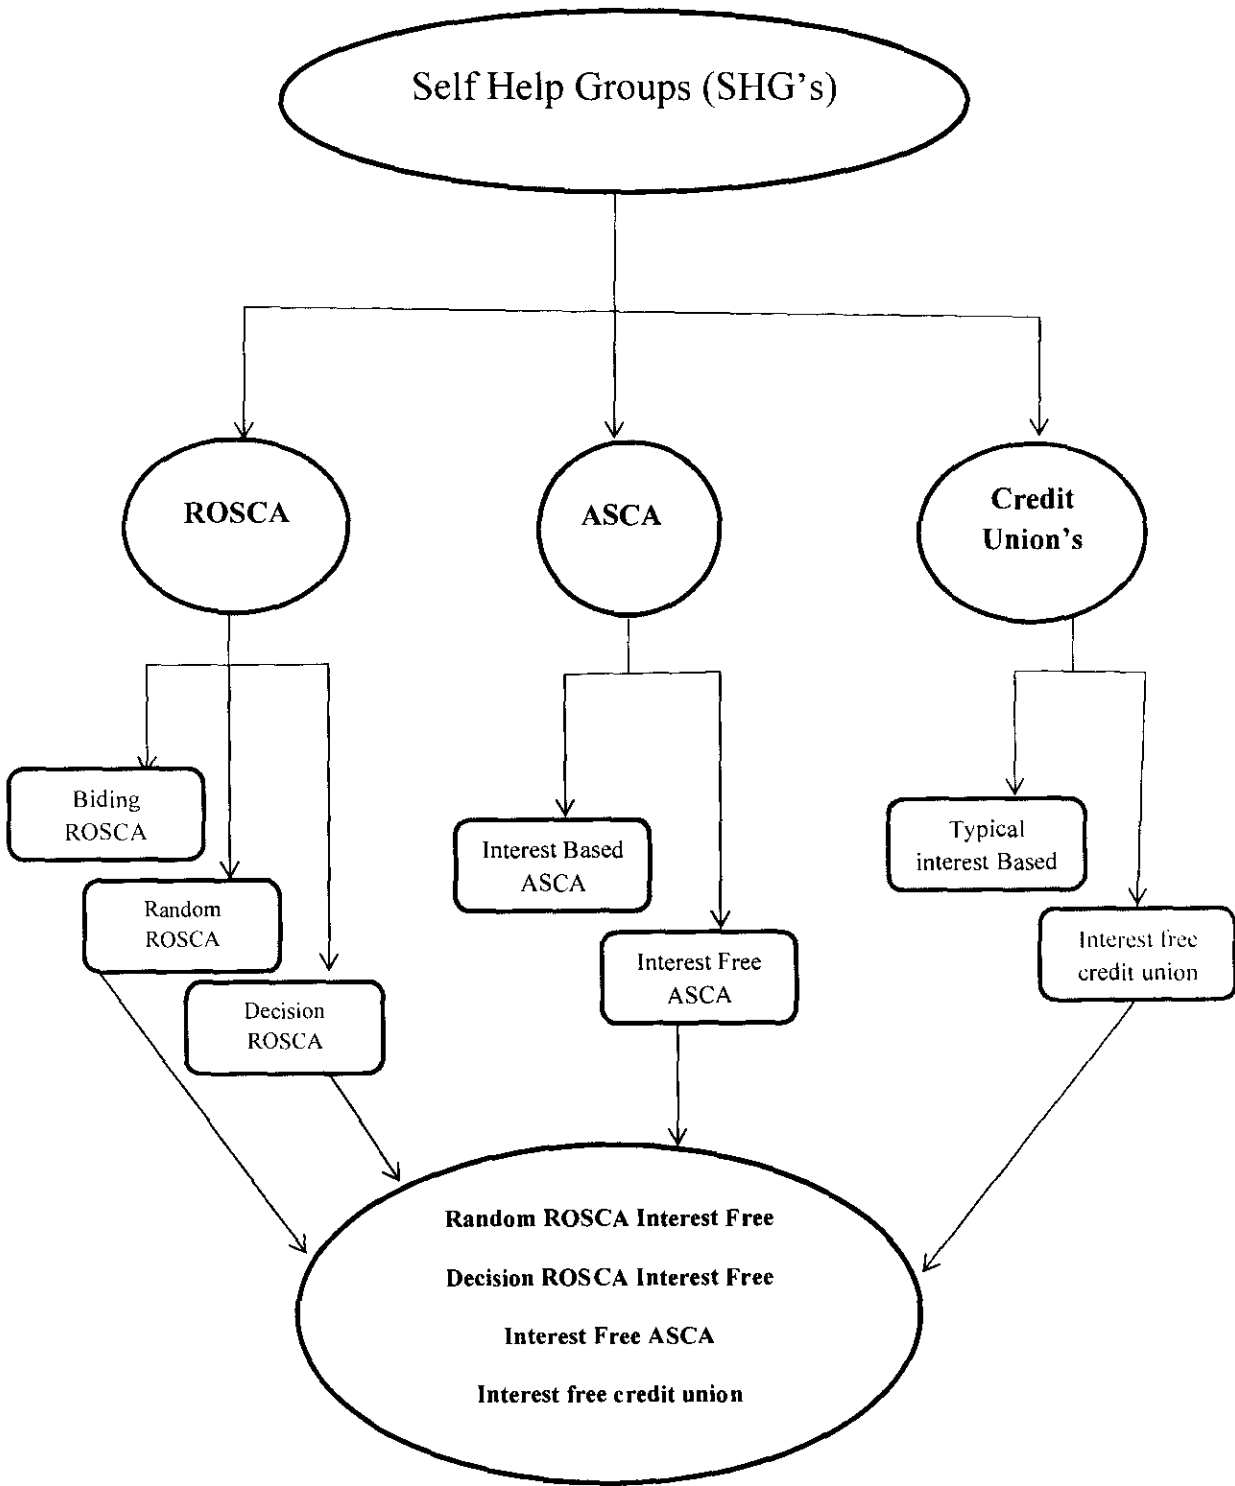 Self Help Groups (SHG's)
ROSCA
ASCA
Credit
Union's
Biding
ROSCA
Random
ROSCA
Decision
ROSCA
Interest Based
ASCA
Interest Free
ASCA
Typical
interest Based
Interest free
credit union
Random ROSCA Interest Free
Decision ROSCA Interest Free
Interest Free ASCA
Interest free credit union